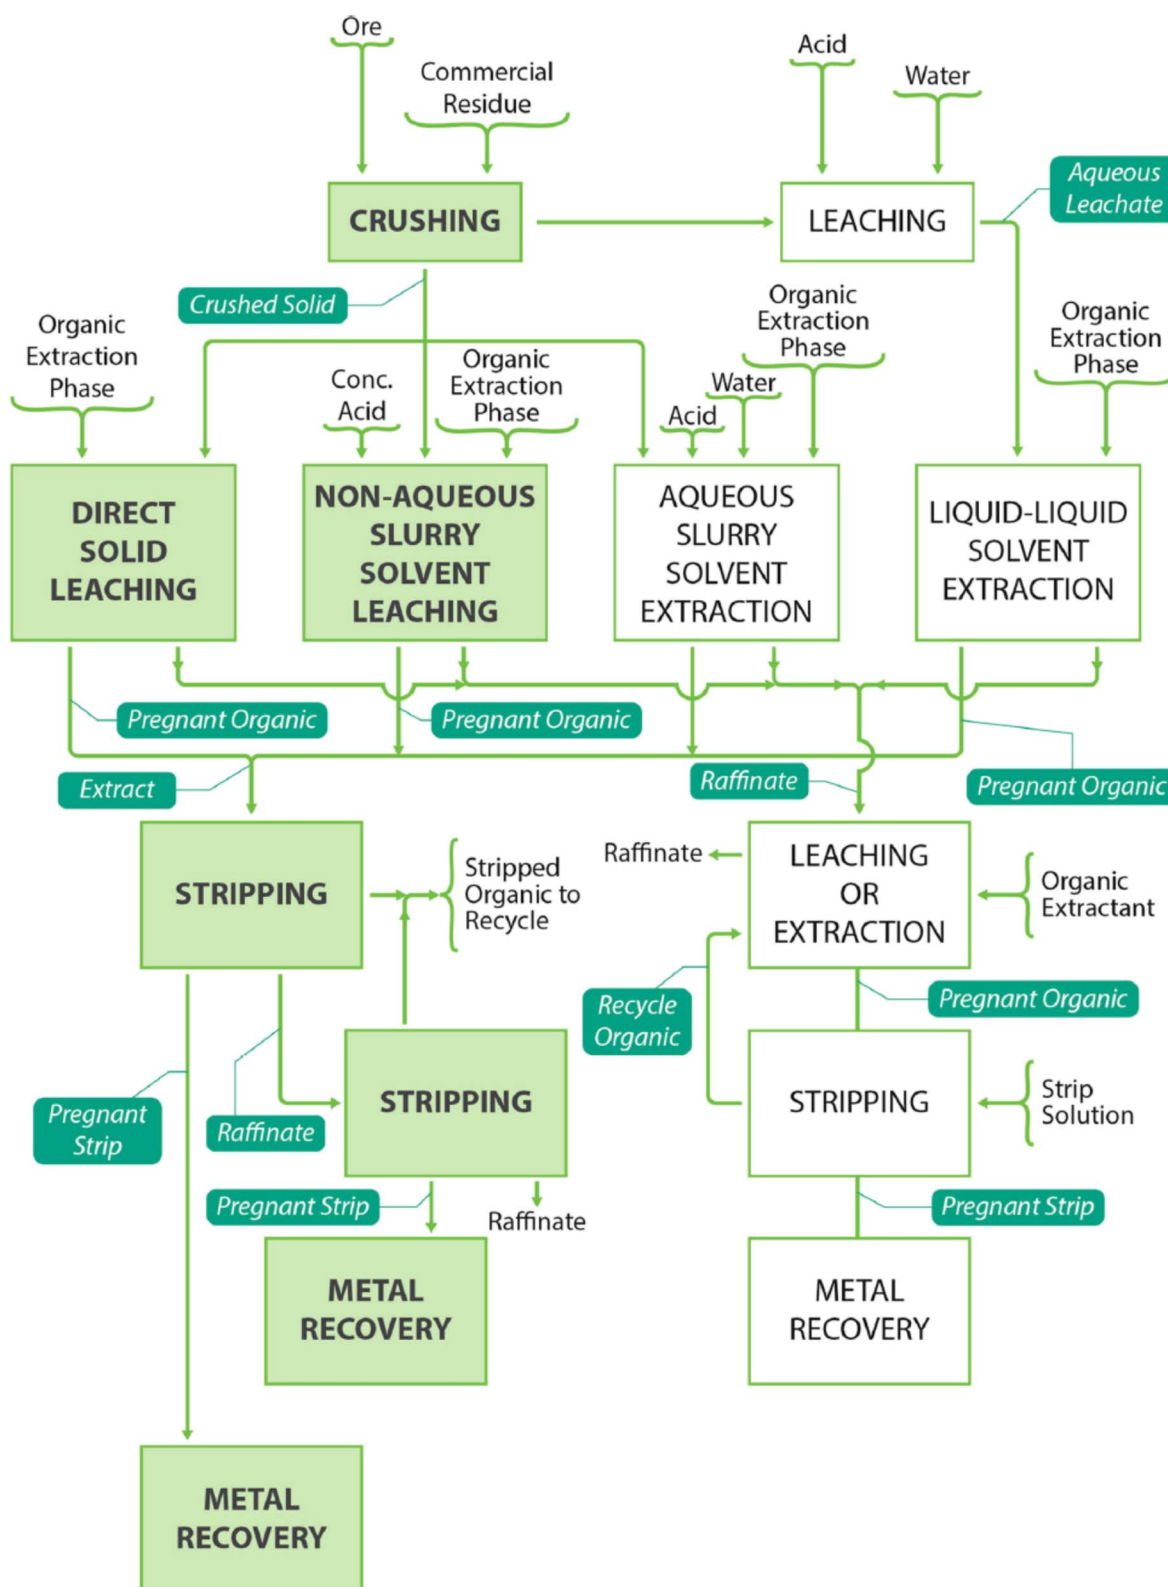 Ore
Commercial
Residue
Acid
Water
Aqueous
Leachate
CRUSHING
LEACHING
Crushed Solid
Organic
Extraction
Phase
Conc.
Acid
Organic
Extraction
Phase
Acid
Water
Organic
Extraction
Phase
Organic
Extraction
Phase
DIRECT
SOLID
LEACHING
NON-AQUEOUS
SLURRY
SOLVENT
LEACHING
AQUEOUS
SLURRY
SOLVENT
EXTRACTION
LIQUID-LIQUID
SOLVENT
EXTRACTION
Pregnant Organic
Pregnant Organic
Extract
Raffinate
Pregnant Organic
STRIPPING
Stripped
Organic to
Recycle
Raffinate
LEACHING
OR
EXTRACTION
Organic
Extractant
Recycle
Organic
Pregnant Organic
Pregnant
Strip
Raffinate
STRIPPING
STRIPPING
Strip
Solution
Pregnant Strip
Raffinate
Pregnant Strip
METAL
RECOVERY
METAL
RECOVERY
METAL
RECOVERY